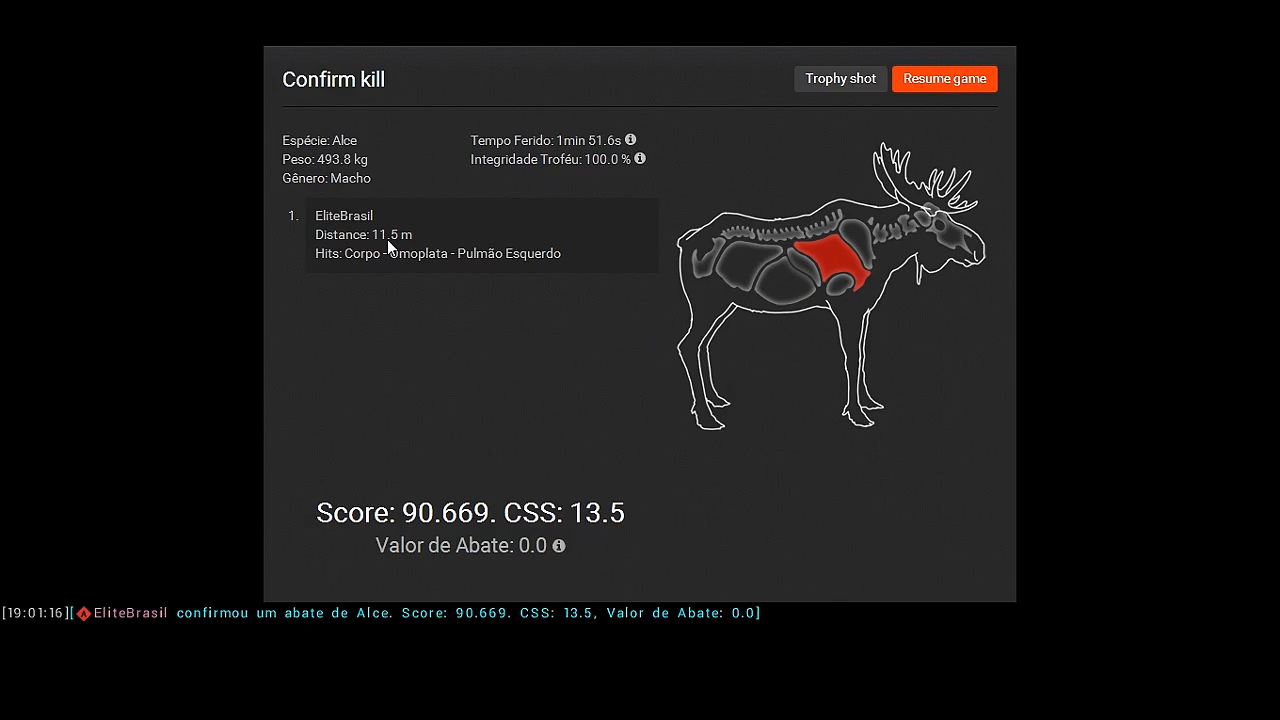 Confirm kill
Trophy shot
Resume game
Espécie: Alce
Peso: 493.8 kg
Gênero: Macho
Tempo Ferido: 1min 51.6s
Integridade Troféu: 100.0 %
1. EliteBrasil
Distance: 11.5 m
Hits: Corpo - Omoplata - Pulmão Esquerdo
Score: 90.669. CSS: 13.5
Valor de Abate: 0.0
[19:01:16][EliteBrasil confirmou um abate de Alce. Score: 90.669. CSS: 13.5, Valor de Abate: 0.0]